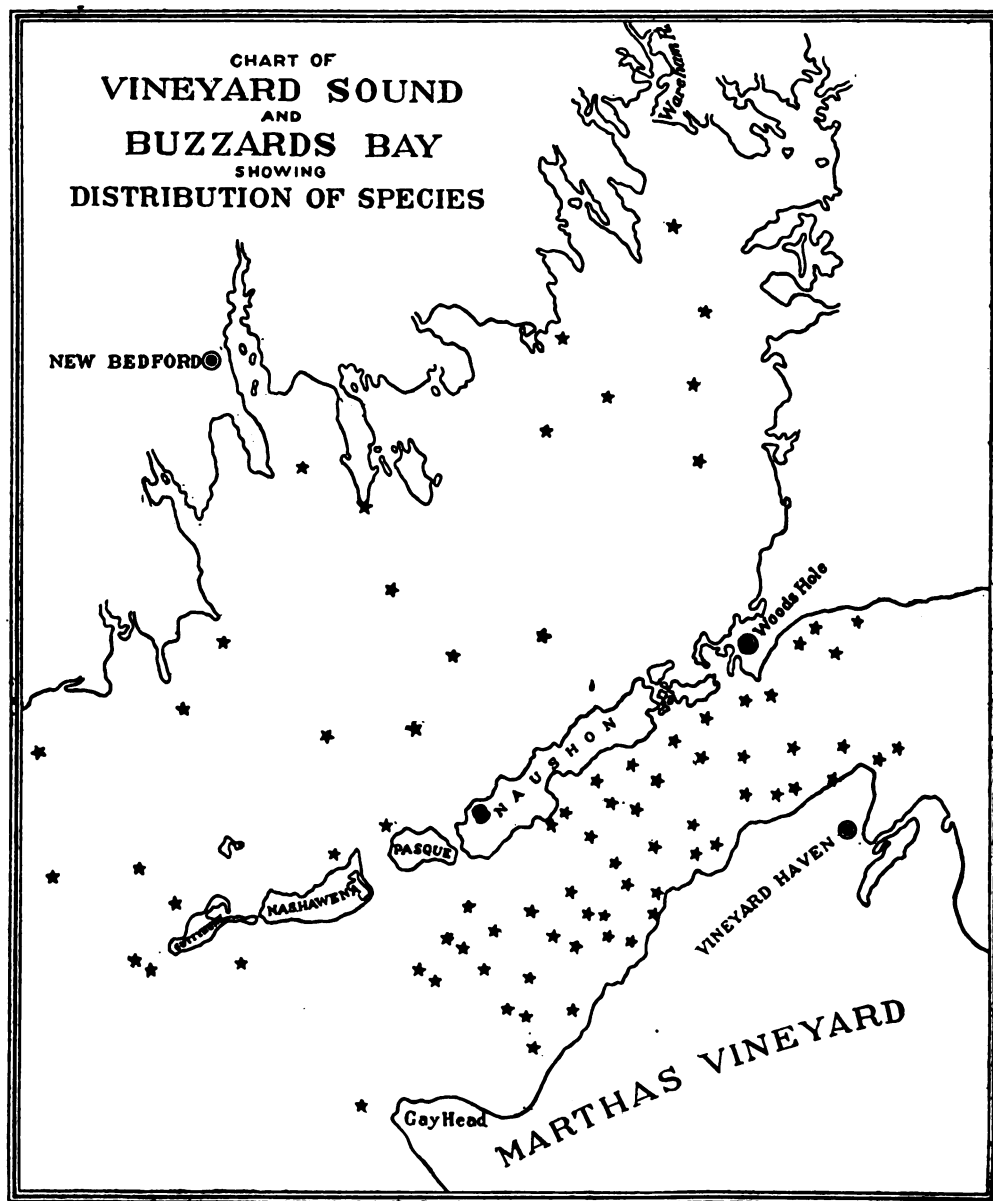 CHART OF
VINEYARD SOUND
AND
BUZZARDS BAY
SHOWING
DISTRIBUTION OF SPECIES
Wareham R.
NEW BEDFORD
Woods Hole
NAUSHON
PASQUE
NASHAWENA
VINEYARD HAVEN
MARTHAS VINEYARD
Gay Head